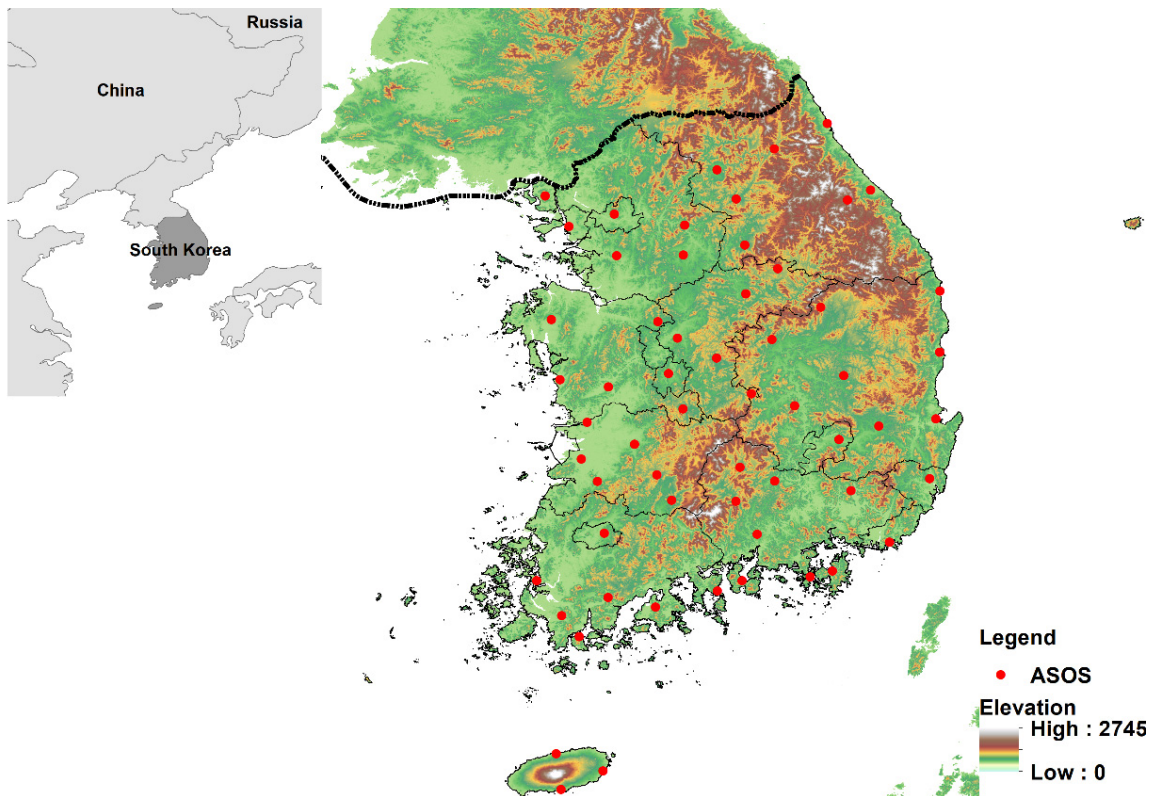 Russia
China
South Korea
Legend
ASOS
Elevation
High : 2745
Low : 0